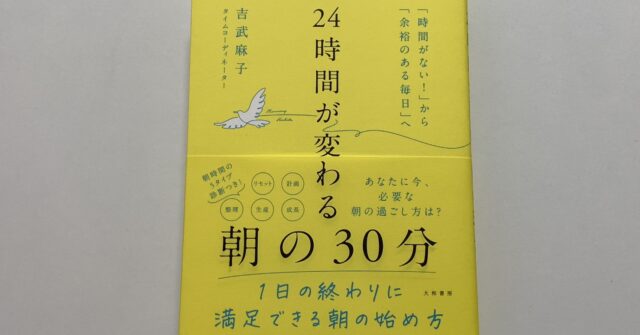 「時間がない！」から
「余裕のある毎日」へ
24時間が変わる
朝の30分
吉武麻子
タイムコーディネーター
朝時間の
5タイプ
診断つき！
リセット
計画
整理
生産
成長
あなたに今、
必要な
朝の過ごし方は？
大和書房
1日の終わりに
満足できる朝の始め方